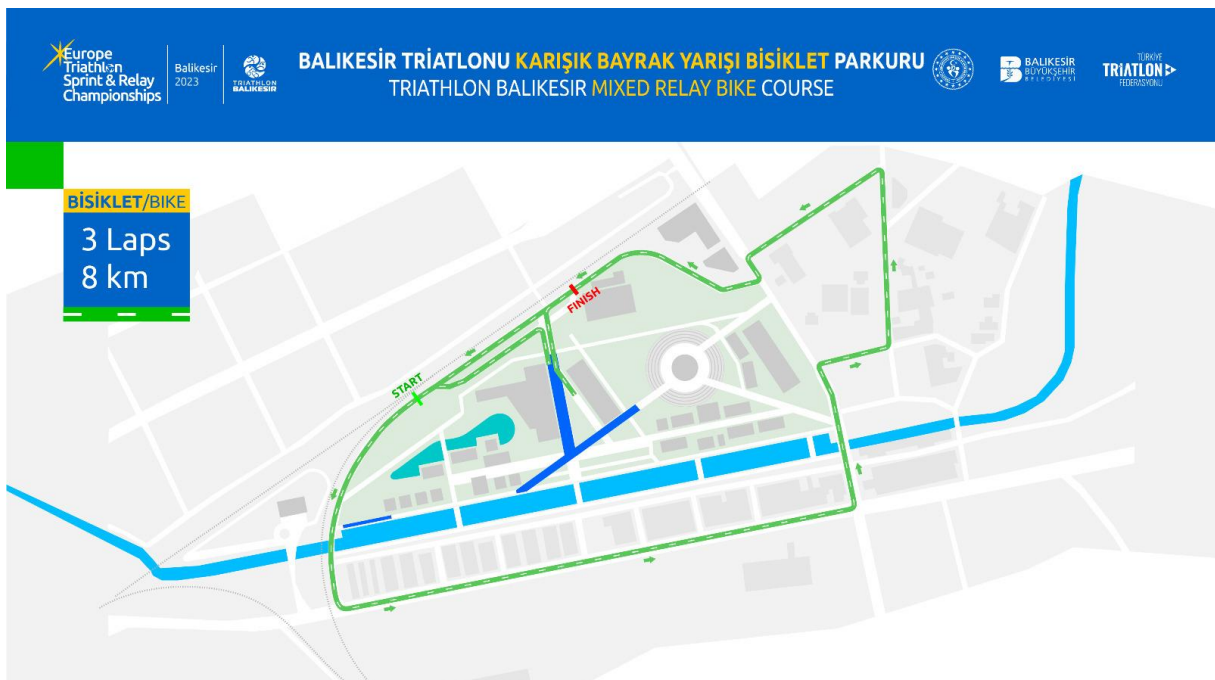 Europe
Triathlon
Sprint & Relay
Championships
Balikesir
2023
TRIATHLON
BALIKESIR
BALIKESİR TRİATLONU KARIŞIK BAYRAK YARIŞI BİSİKLET PARKURU
TRIATHLON BALIKESIR MIXED RELAY BIKE COURSE
BALIKESİR
BÜYÜKŞEHİR
BELEDİYESİ
TÜRKİYE
TRİATLON
FEDERASYONU
BİSİKLET/BIKE
3 Laps
8 km
FINISH
START